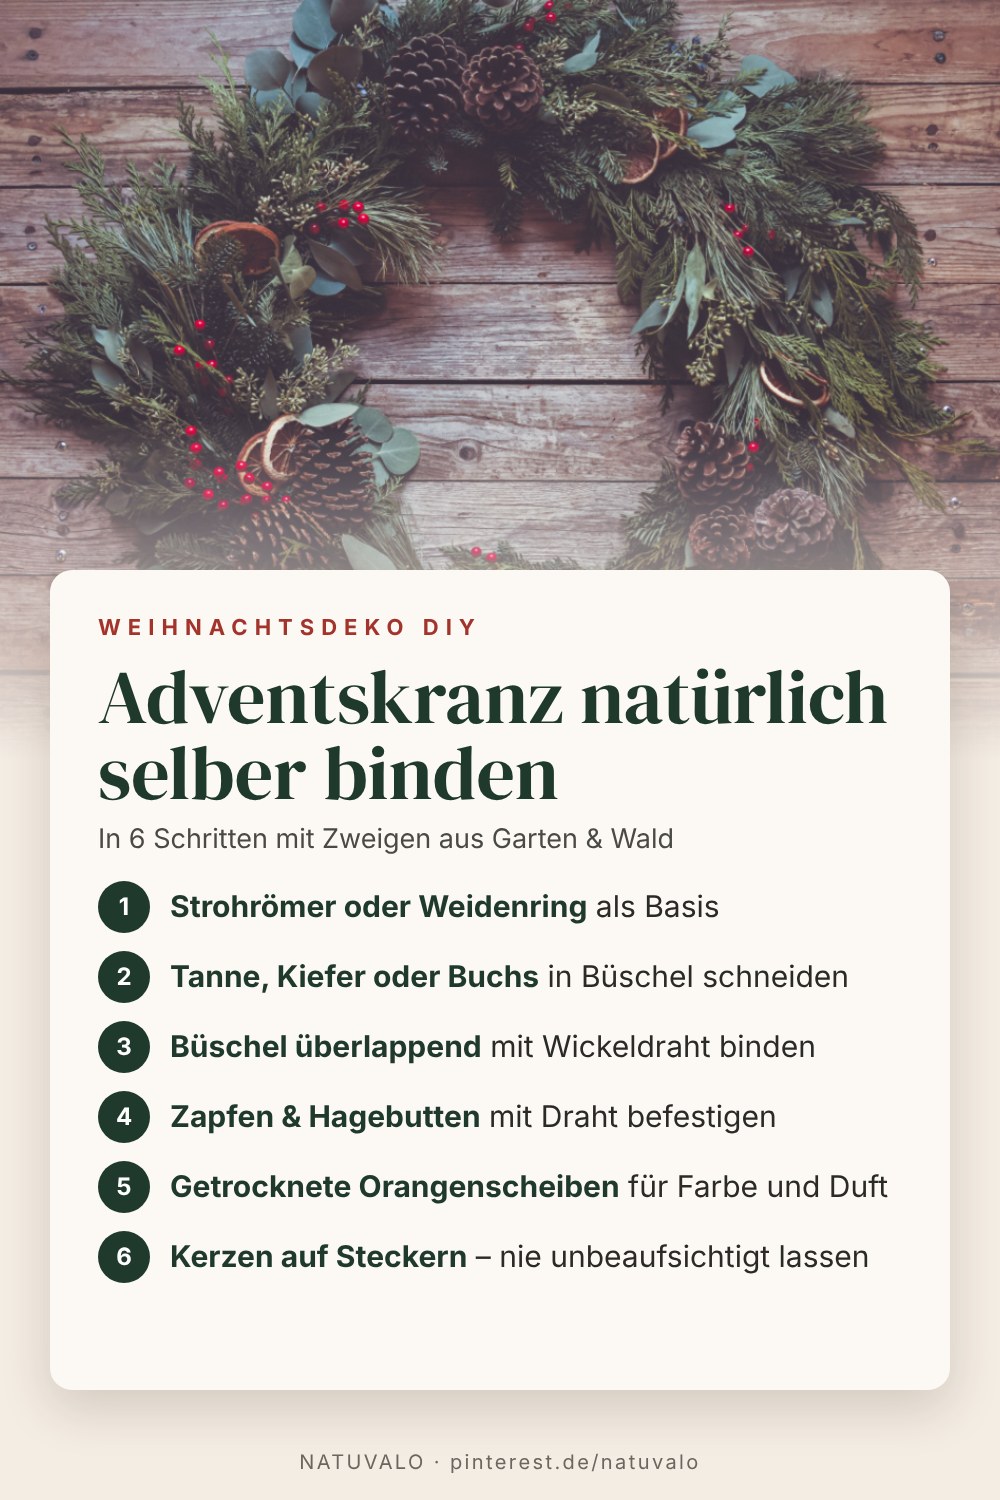 WEIHNACHTSDEKO DIY
Adventskranz natürlich
selber binden
In 6 Schritten mit Zweigen aus Garten & Wald
1 Strohrömer oder Weidenring als Basis
2 Tanne, Kiefer oder Buchs in Büschel schneiden
3 Büschel überlappend mit Wickeldraht binden
4 Zapfen & Hagebutten mit Draht befestigen
5 Getrocknete Orangenscheiben für Farbe und Duft
6 Kerzen auf Steckern – nie unbeaufsichtigt lassen
NATUVALO · pinterest.de/natuvalo